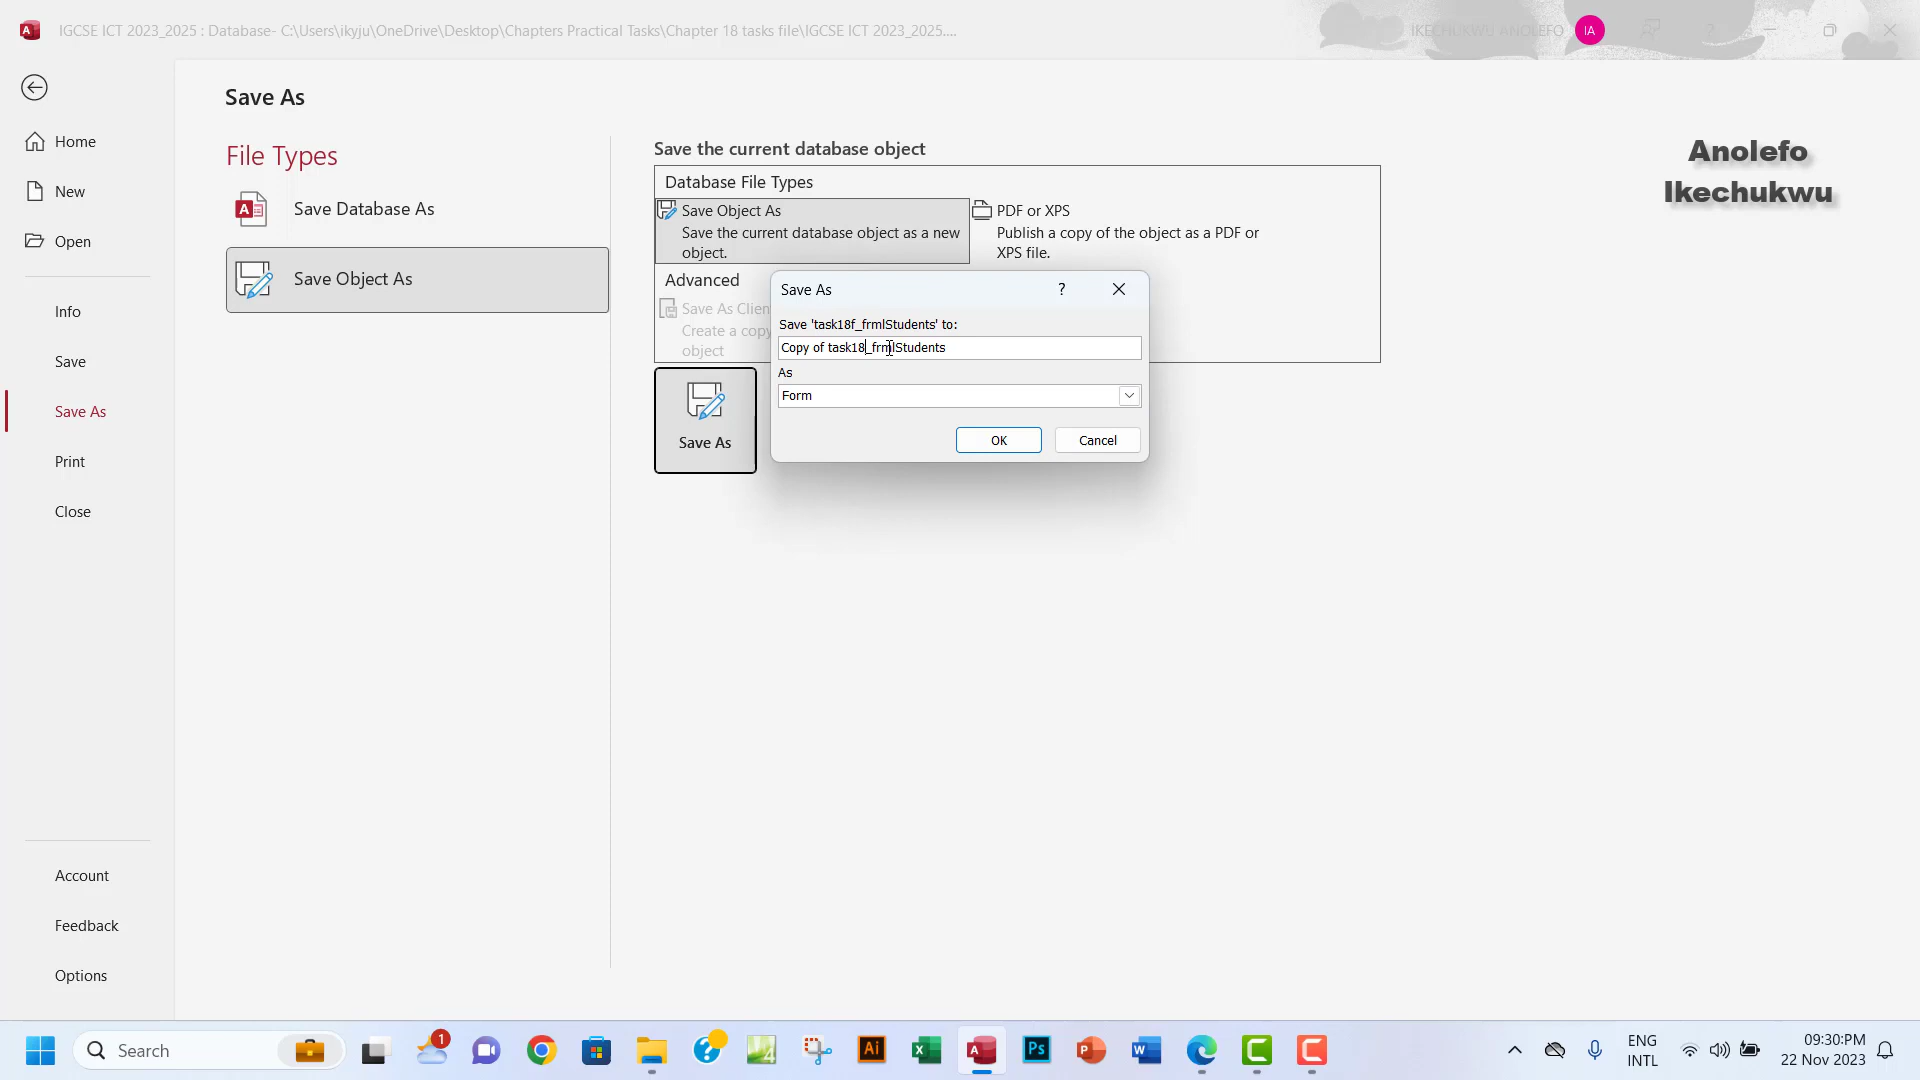 IGCSE ICT 2023_2025 : Database- C:\Users\ikyju\OneDrive\Desktop\Chapters Practical Tasks\Chapter 18 tasks file\IGCSE ICT 2023_2025....
IKECHUKWU ANOLEFO
IA
?
Save As
Home
New
Open
Info
Save
Save As
Print
Close
Account
Feedback
Options
File Types
Save Database As
Save Object As
Save the current database object
Database File Types
Save Object As
Save the current database object as a new
object.
PDF or XPS
Publish a copy of the object as a PDF or
XPS file.
Advanced
Save As Clien
Create a copy
object
Save As
Save As
?
Save 'task18f_frmlStudents' to:
Copy of task18_frmlStudents
As
Form
OK
Cancel
Anolefo
Ikechukwu
Search
1
4
Ai
Ps
ENG
INTL
09:30:PM
22 Nov 2023